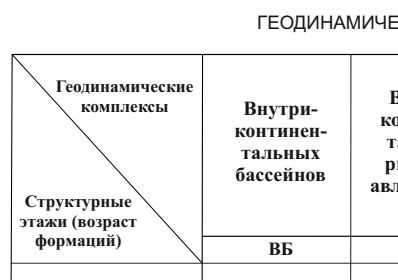 ГЕОДИНАМИЧЕ
Геодинамические
комплексы
Структурные
этажи (возраст
формаций)
Внутри-
континен-
тальных
бассейнов
ВБ